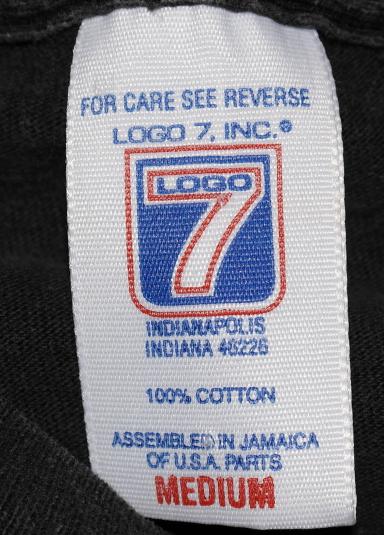 FOR CARE SEE REVERSE
LOGO 7, INC.®
LOGO
7
INDIANAPOLIS
INDIANA 46226
100% COTTON
ASSEMBLED IN JAMAICA
OF U.S.A. PARTS
MEDIUM